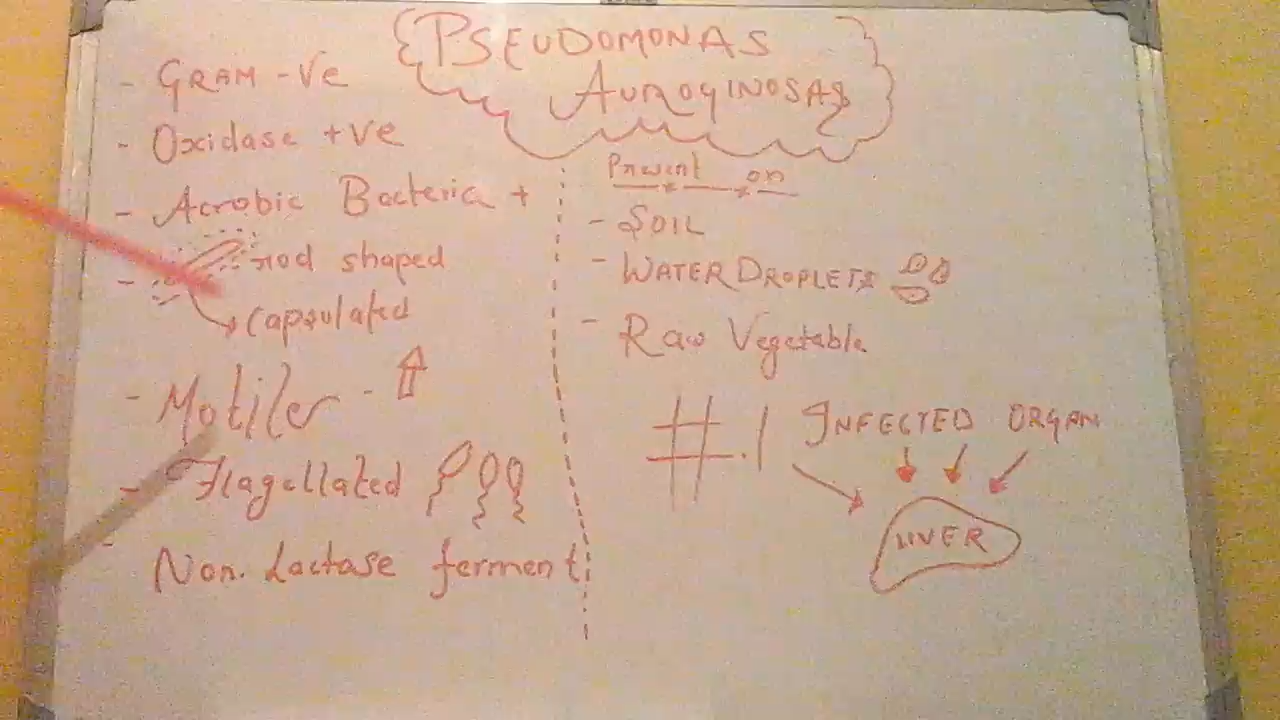 PSEUDOMONAS
AUROGINOSAS
- GRAM -Ve
- Oxidase +ve
- Aerobic Bacteria +
- rod shaped
capsulated
- Motiler -
- Flagellated
- Non. Lactase ferment
Present on
- SOIL
- WATER DROPLETS
- Raw Vegetable
#.1 INFECTED ORGAN
LIVER